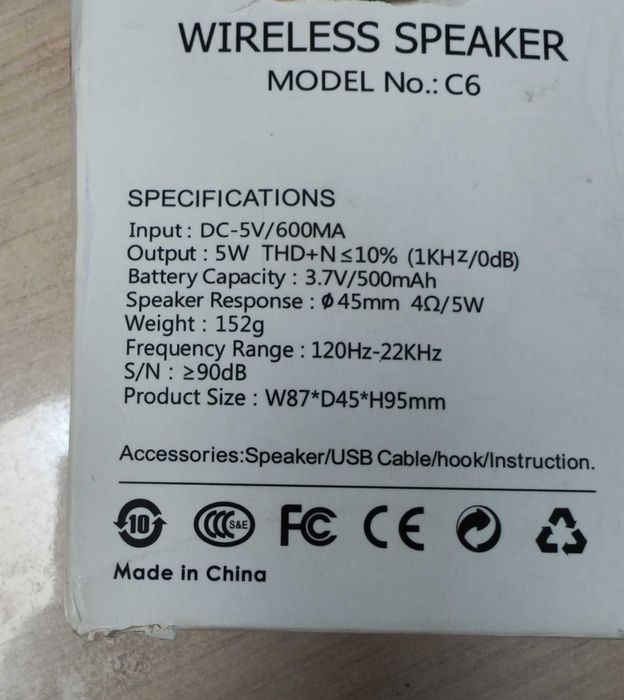 WIRELESS SPEAKER
MODEL No.: C6
SPECIFICATIONS
Input : DC-5V/600MA
Output : 5W THD+N≤10% (1KHz/0dB)
Battery Capacity : 3.7V/500mAh
Speaker Response : Ø45mm 4Ω/5W
Weight : 152g
Frequency Range : 120Hz-22KHz
S/N : ≥90dB
Product Size : W87*D45*H95mm
Accessories:Speaker/USB Cable/hook/Instruction.
10 CCC S&E FC CE
Made in China